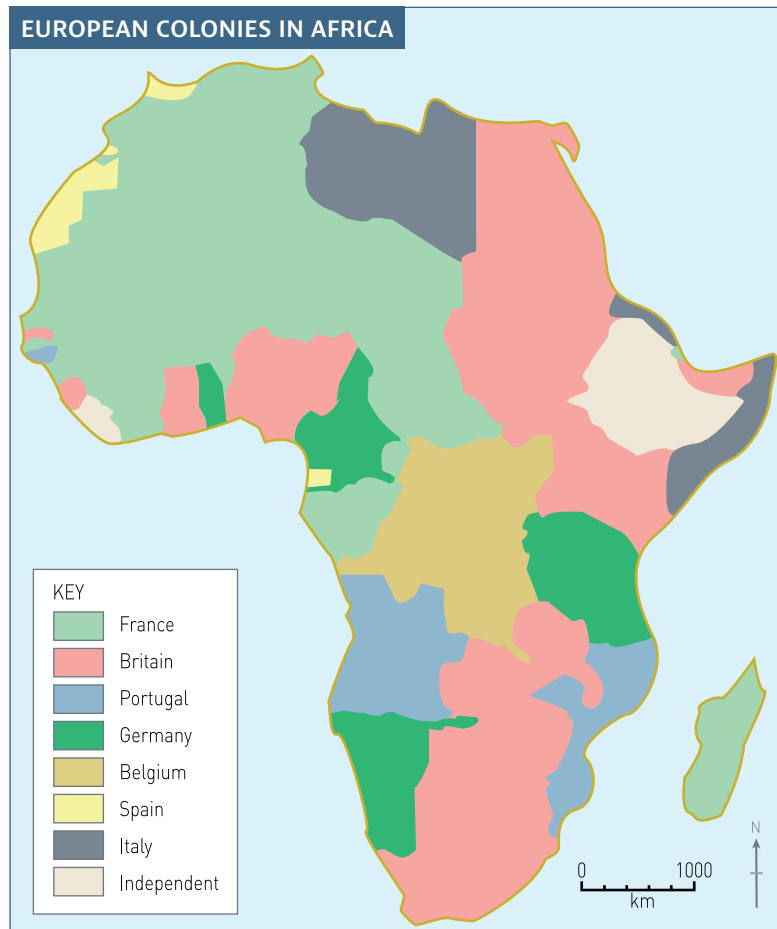 EUROPEAN COLONIES IN AFRICA
KEY
France
Britain
Portugal
Germany
Belgium
Spain
Italy
Independent
N
0 1000
km